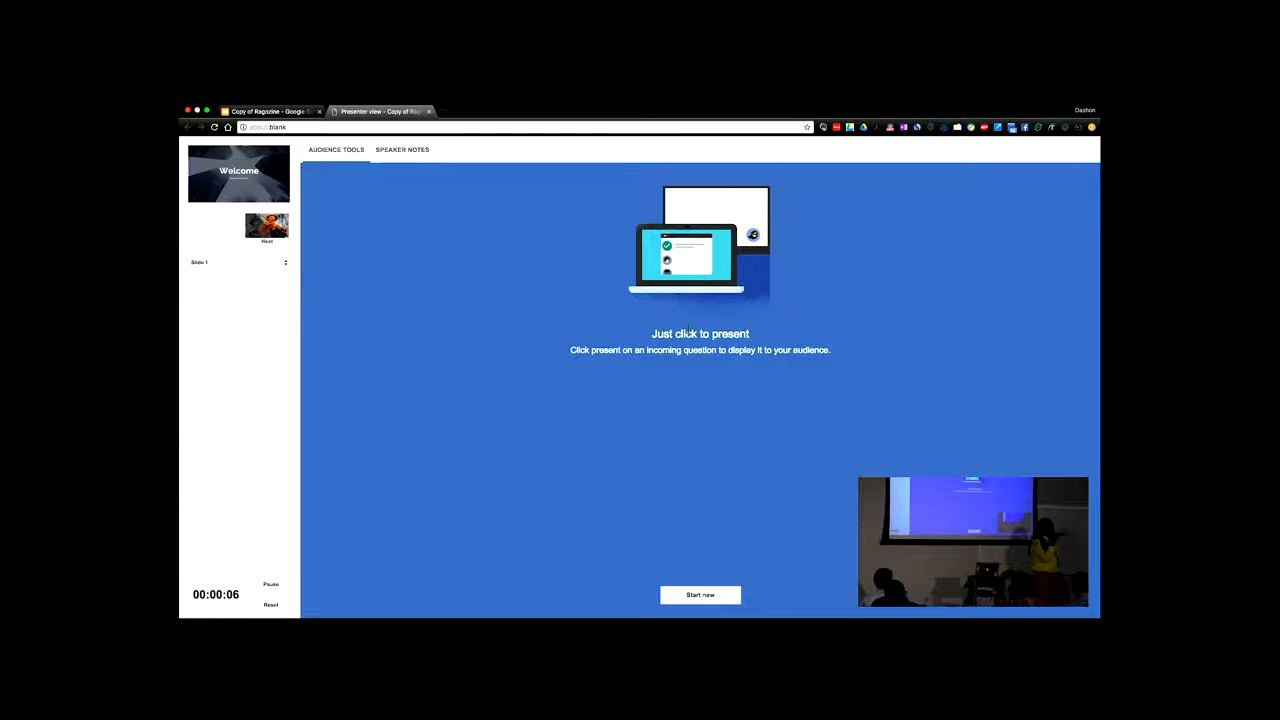 Copy of Ragozine - Google S
Presenter view - Copy of Rag
Dashon
about:blank
AUDIENCE TOOLS
SPEAKER NOTES
Welcome
Next
Slide 1
Just click to present
Click present on an incoming question to display it to your audience.
Pause
00:00:06
Reset
Start new